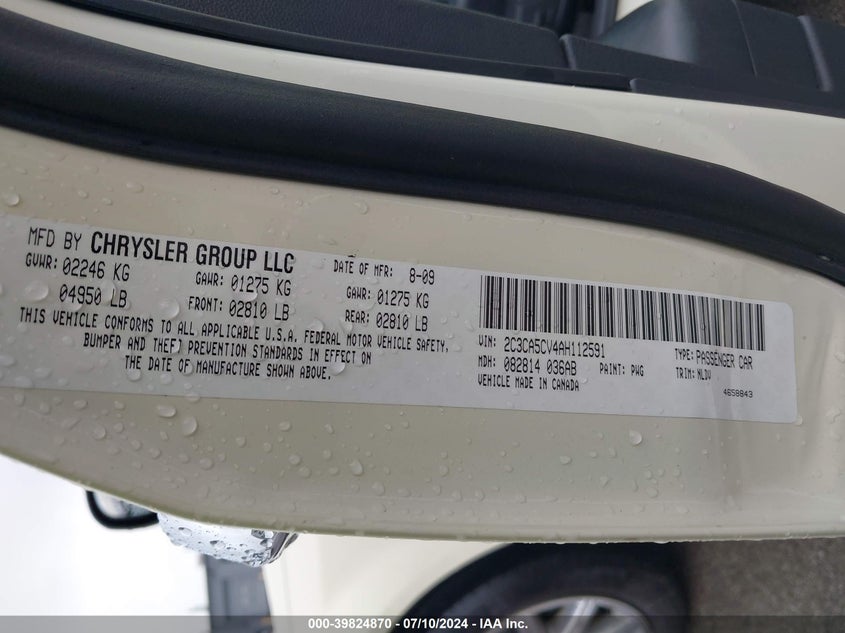 MFD BY CHRYSLER GROUP LLC
DATE OF MFR: 8-09
GVWR: 02246 KG
04950 LB
GAWR: 01275 KG
FRONT: 02810 LB
GAWR: 01275 KG
REAR: 02810 LB
THIS VEHICLE CONFORMS TO ALL APPLICABLE U.S.A. FEDERAL MOTOR VEHICLE SAFETY,
BUMPER AND THEFT PREVENTION STANDARDS IN EFFECT ON
THE DATE OF MANUFACTURE SHOWN ABOVE.
VIN: 2C3CA5CV4AH112591
TYPE: PASSENGER CAR
MDH: 082814 036AB
PAINT: PWG
TRIM: NLDV
VEHICLE MADE IN CANADA
4658843
000-39824870 / 07/10/2024 - IAA Inc.